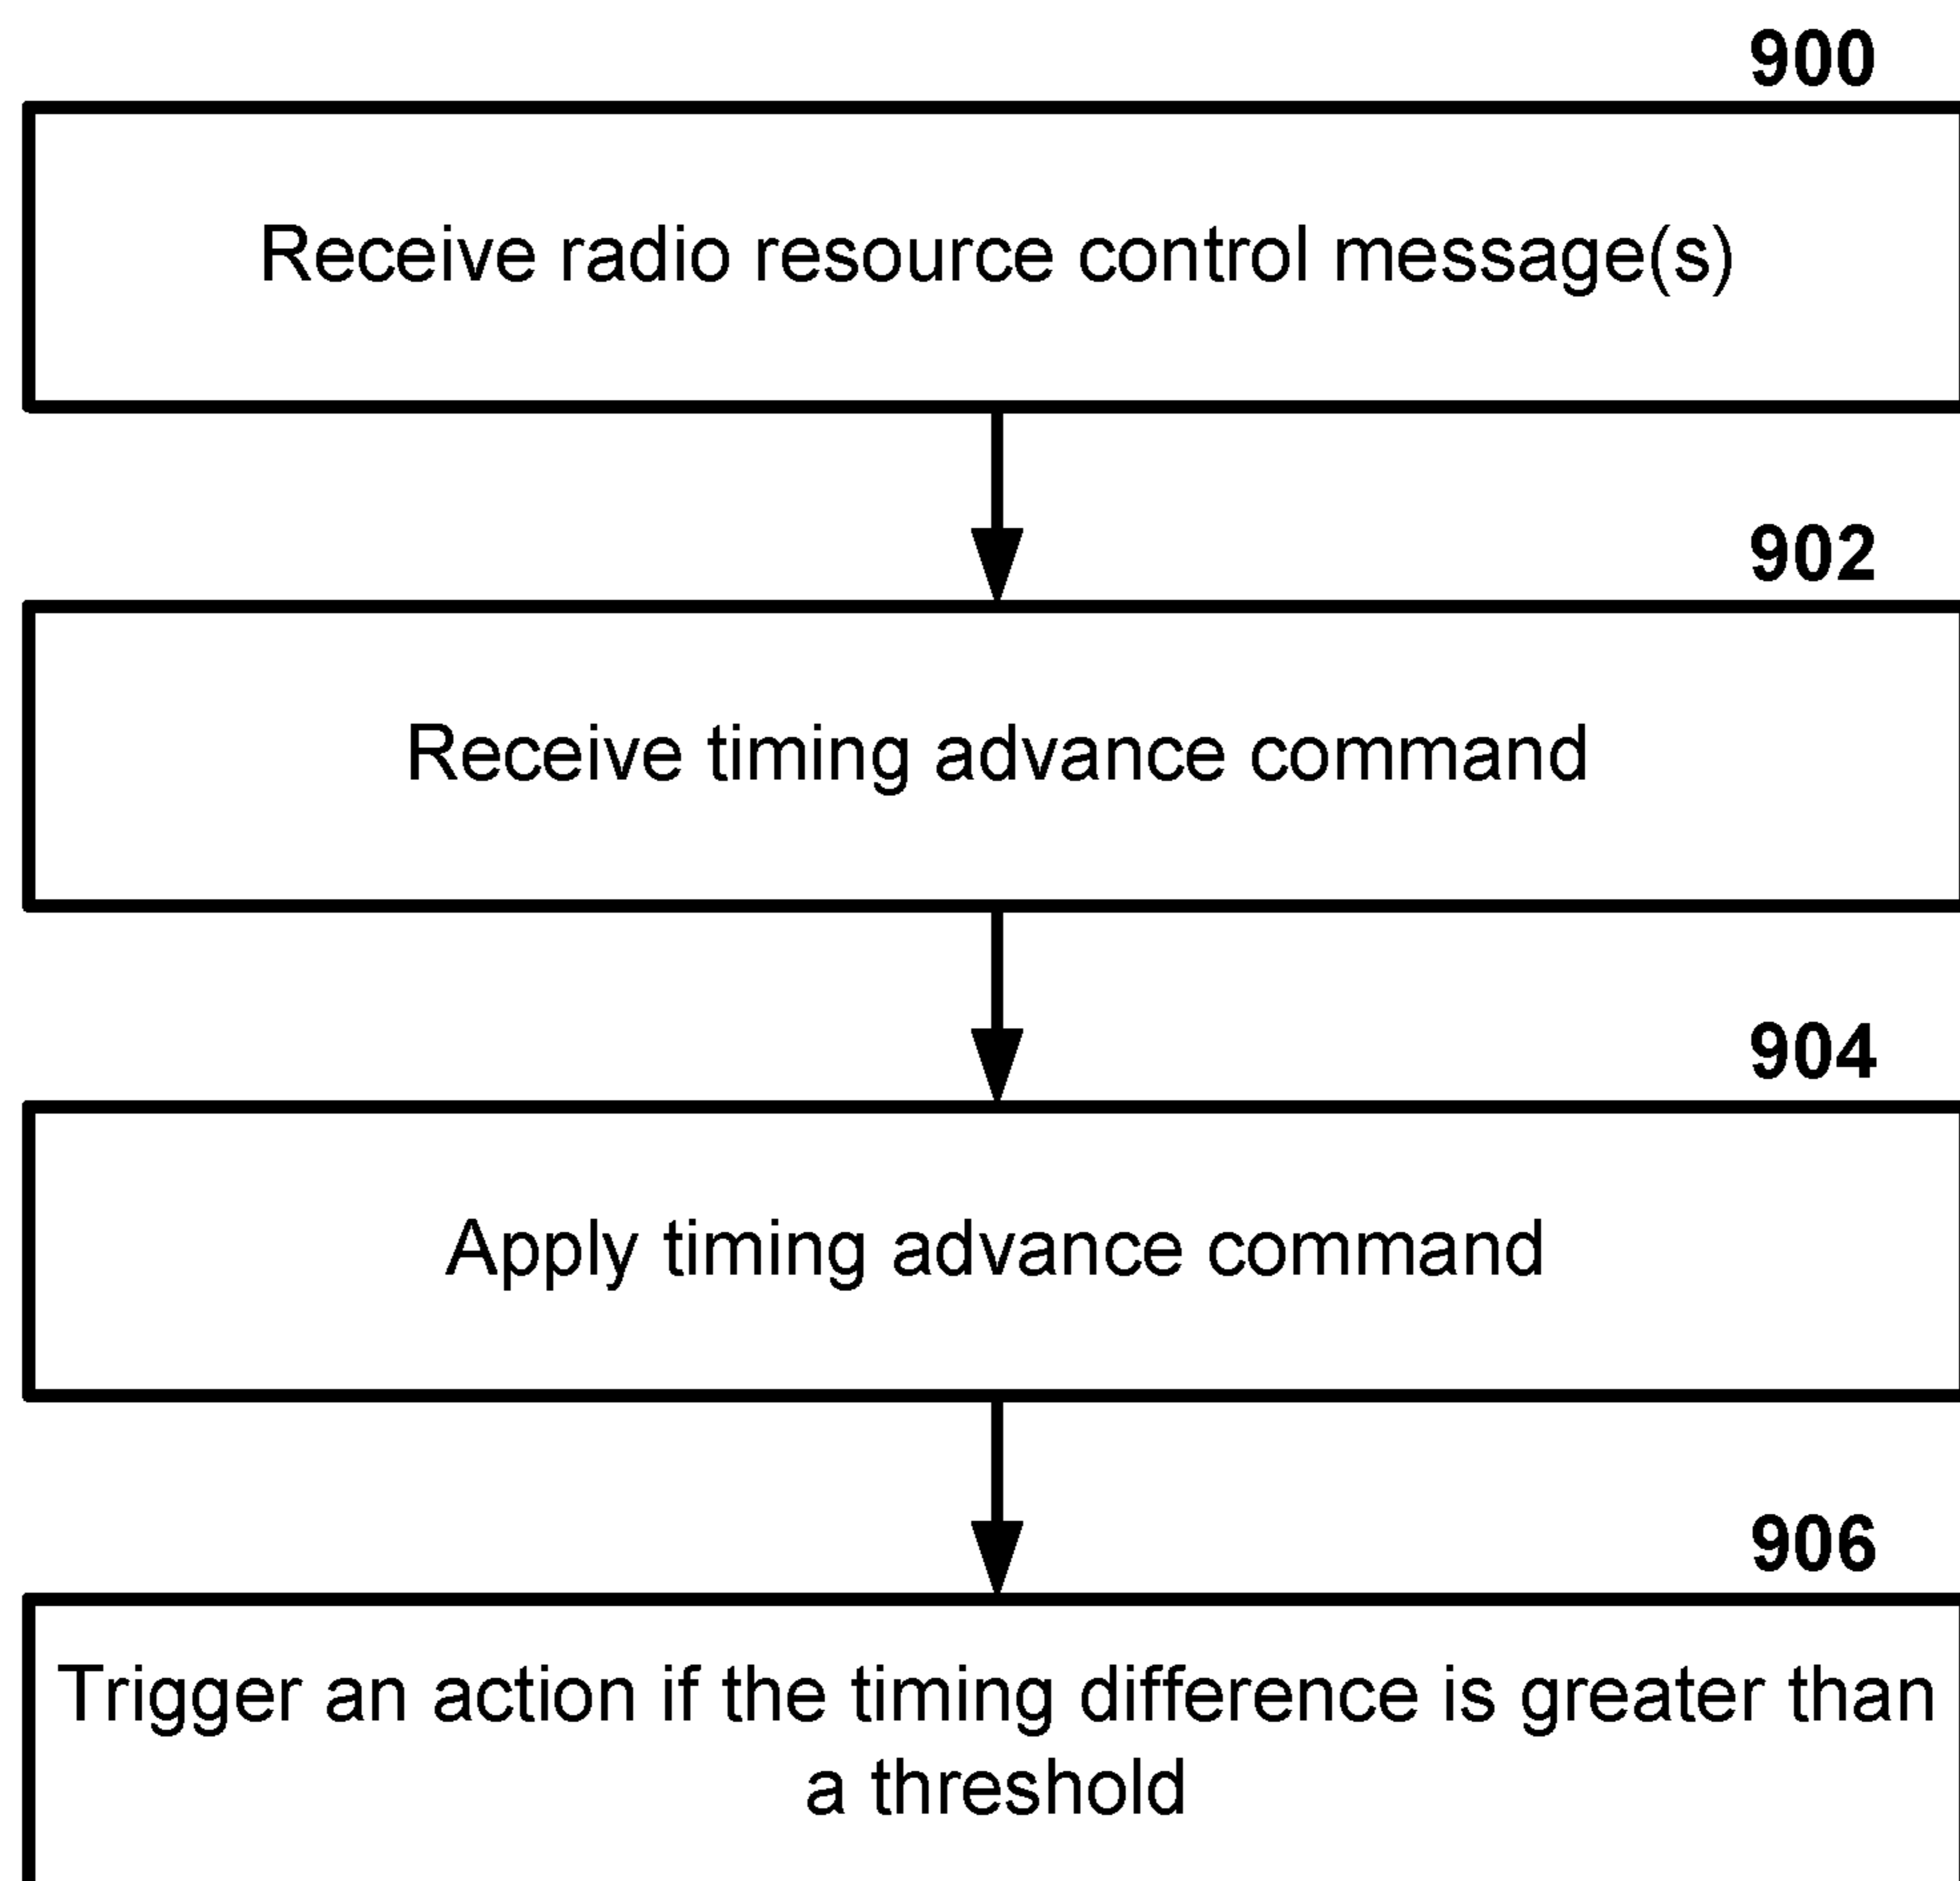 900
Receive radio resource control message(s)
902
Receive timing advance command
904
Apply timing advance command
906
Trigger an action if the timing difference is greater than
a threshold